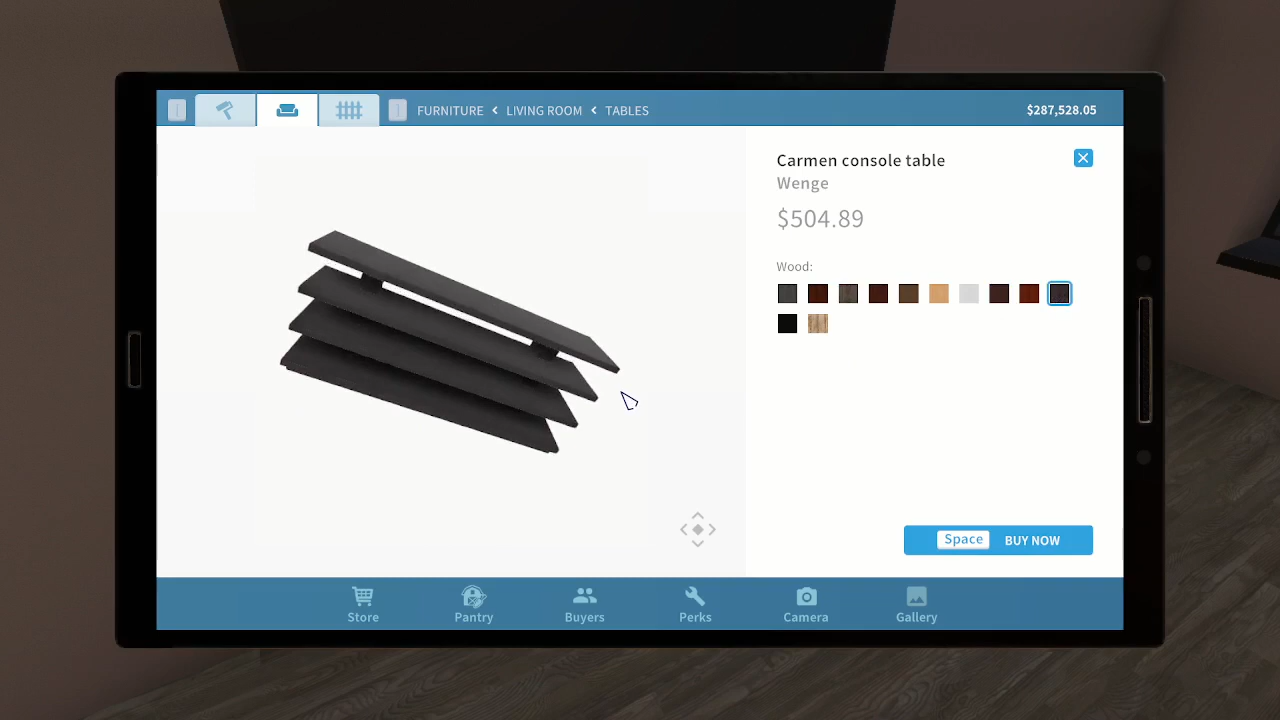 FURNITURE < LIVING ROOM < TABLES
$287,528.05
Carmen console table
Wenge
$504.89
Wood:
Space BUY NOW
Store Pantry Buyers Perks Camera Gallery